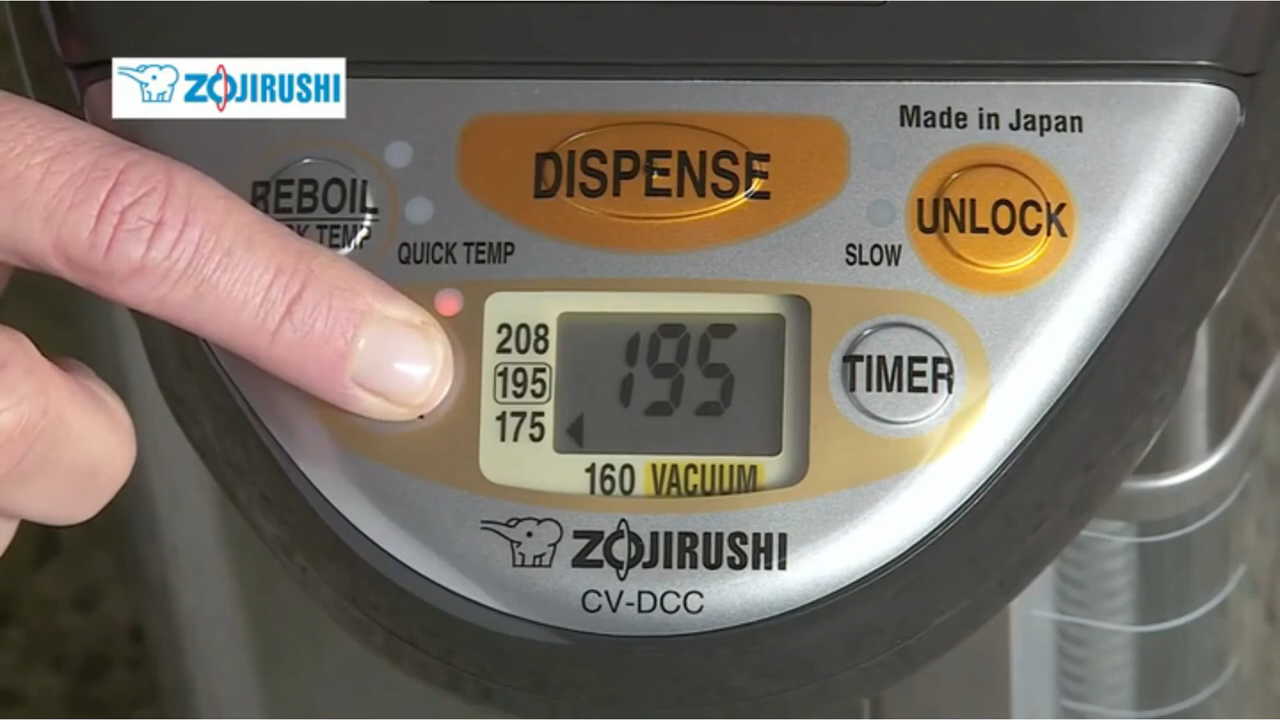 ZOJIRUSHI
Made in Japan
REBOIL
TEMP
QUICK TEMP
DISPENSE
SLOW
UNLOCK
208
195
175
195
160 VACUUM
TIMER
ZOJIRUSHI
CV-DCC